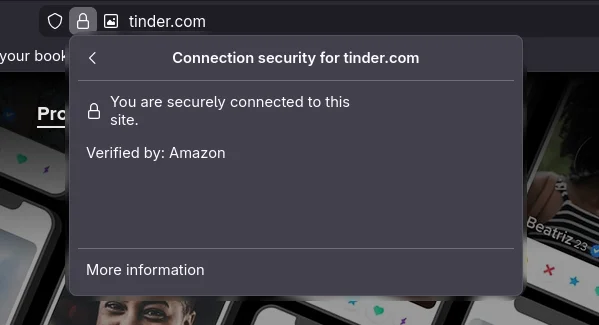 tinder.com
your book
Connection security for tinder.com
Pro
You are securely connected to this
site.
Verified by: Amazon
Beatriz 23
More information